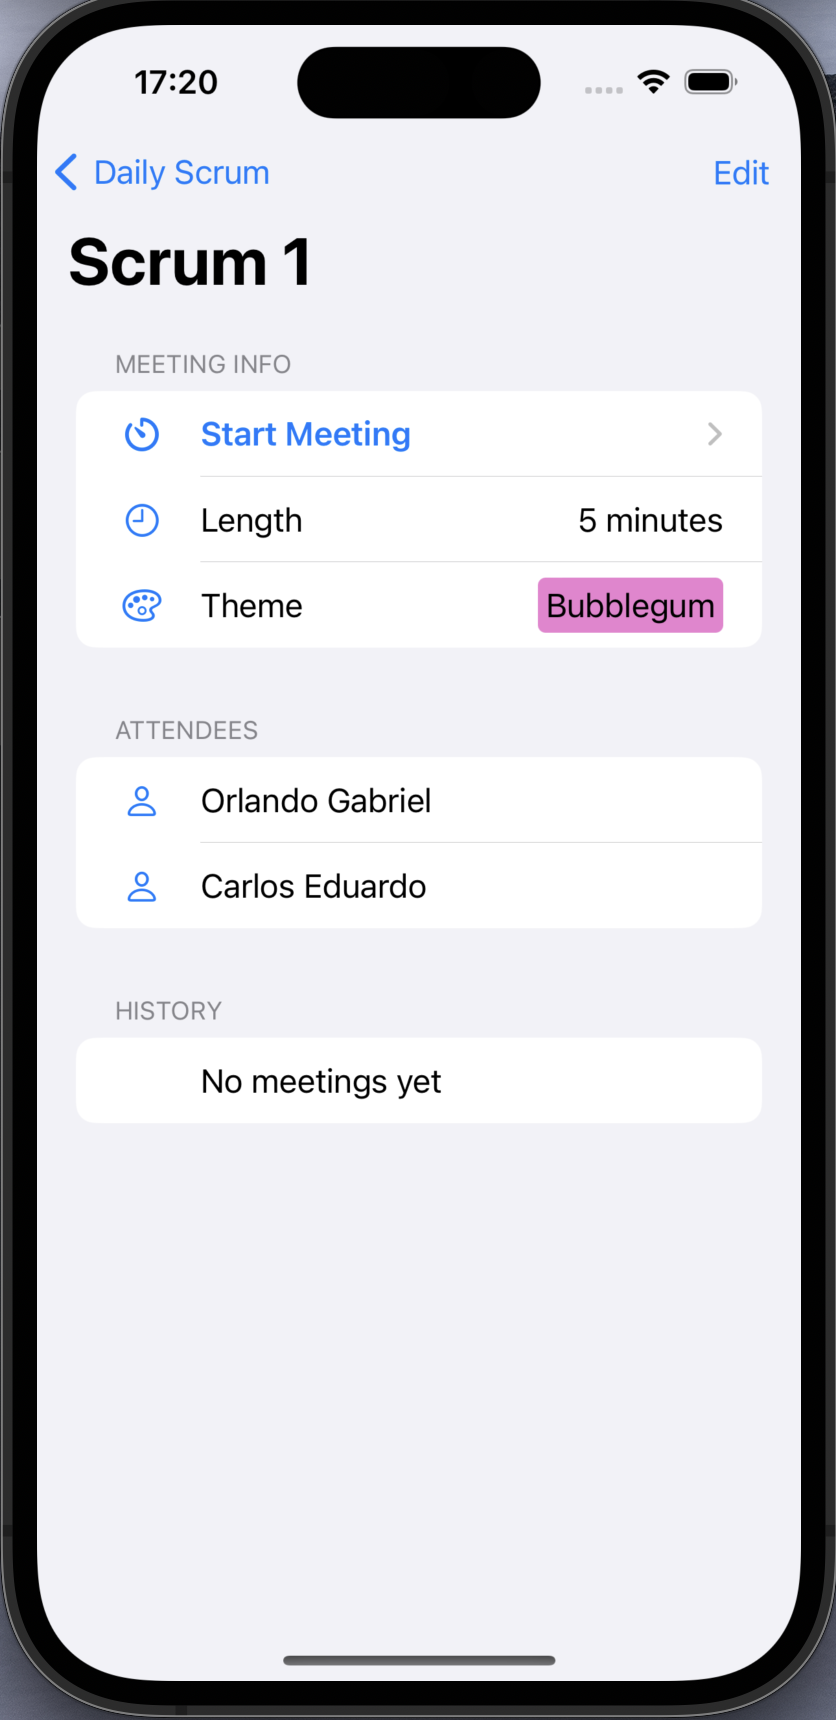 17:20
Daily Scrum Edit
Scrum 1
MEETING INFO
Start Meeting
Length 5 minutes
Theme Bubblegum
ATTENDEES
Orlando Gabriel
Carlos Eduardo
HISTORY
No meetings yet